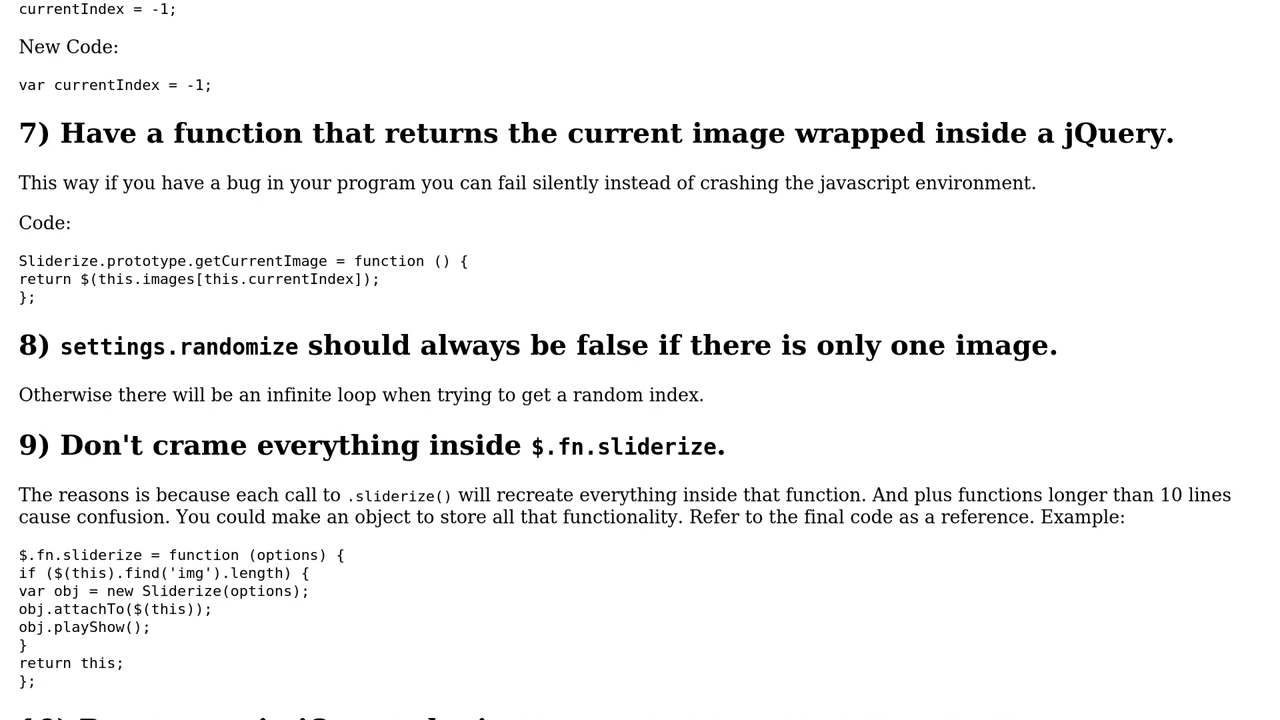 currentIndex = -1;
New Code:
var currentIndex = -1;
7) Have a function that returns the current image wrapped inside a jQuery.
This way if you have a bug in your program you can fail silently instead of crashing the javascript environment.
Code:
Sliderize.prototype.getCurrentImage = function () {
return $(this.images[this.currentIndex]);
};
8) settings.randomize should always be false if there is only one image.
Otherwise there will be an infinite loop when trying to get a random index.
9) Don't crame everything inside $.fn.sliderize.
The reasons is because each call to .sliderize() will recreate everything inside that function. And plus functions longer than 10 lines
cause confusion. You could make an object to store all that functionality. Refer to the final code as a reference. Example:
$.fn.sliderize = function (options) {
if ($(this).find('img').length) {
var obj = new Sliderize(options);
obj.attachTo($(this));
obj.playShow();
}
return this;
};